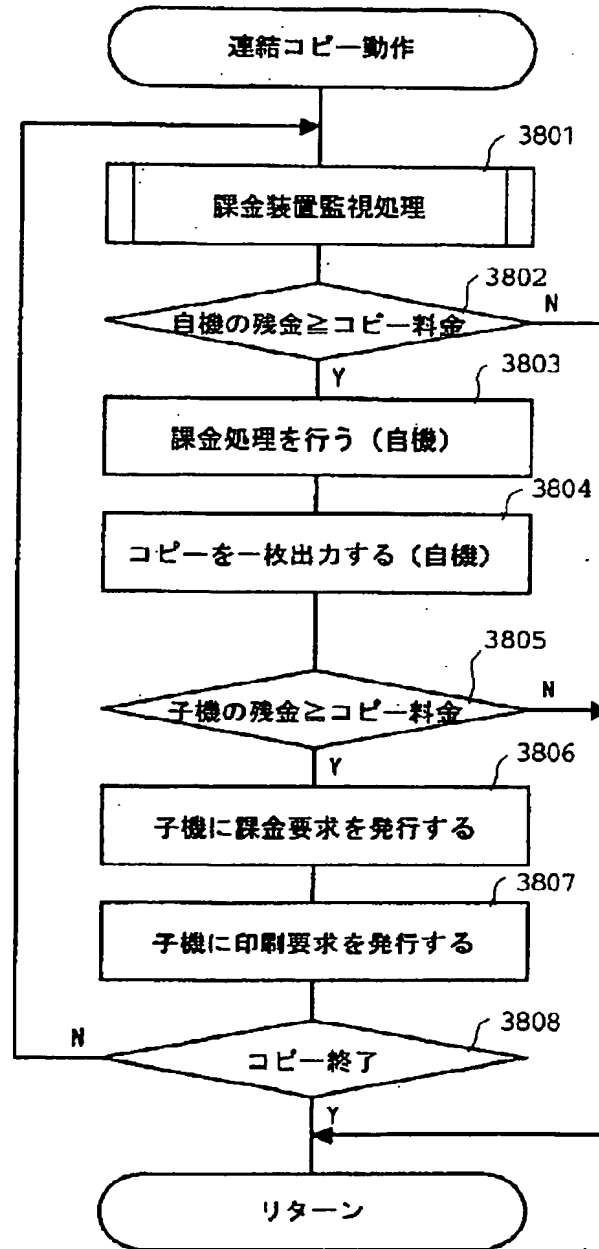 連結コピー動作
3801
課金装置監視処理
3802
自機の残金≧コピー料金
N
Y
3803
課金処理を行う（自機）
3804
コピーを一枚出力する（自機）
3805
子機の残金≧コピー料金
N
Y
3806
子機に課金要求を発行する
3807
子機に印刷要求を発行する
3808
N
コピー終了
Y
リターン